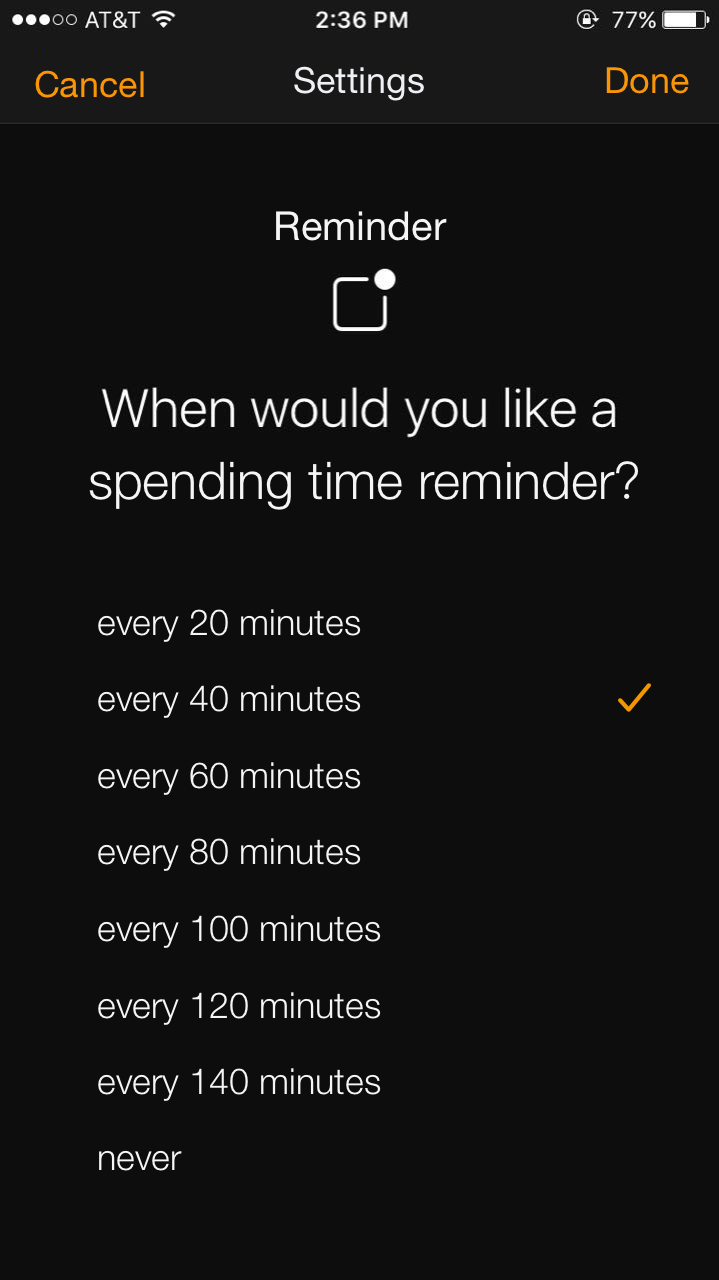 AT&T 2:36 PM 77%
Cancel Settings Done
Reminder
When would you like a
spending time reminder?
every 20 minutes
every 40 minutes
every 60 minutes
every 80 minutes
every 100 minutes
every 120 minutes
every 140 minutes
never